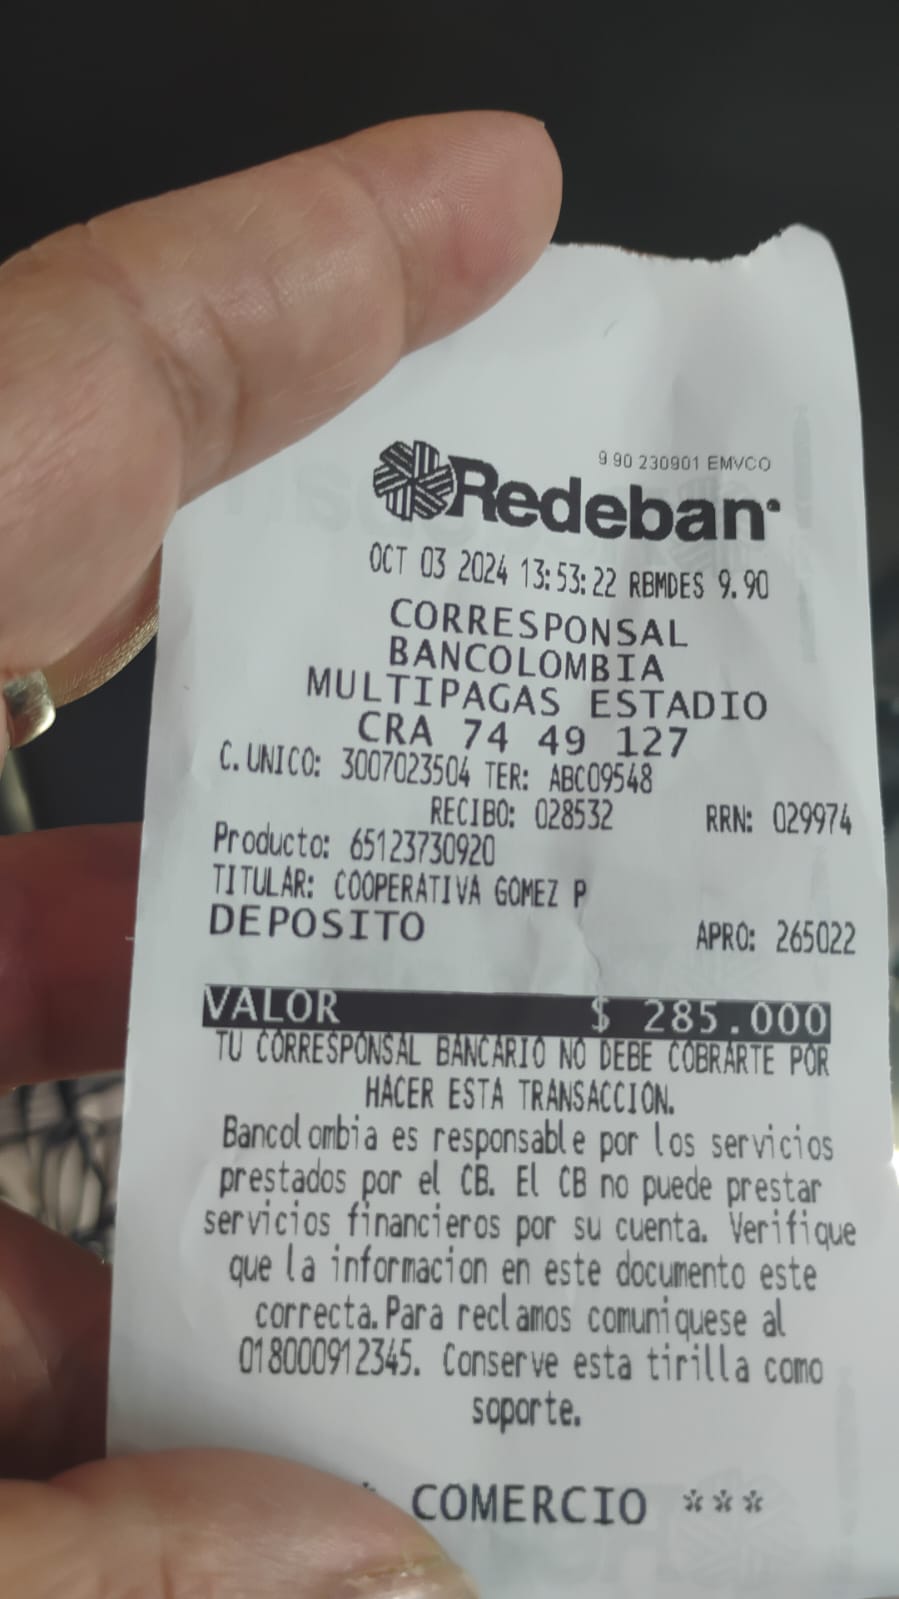 9 90 230901 EMVCO
Redeban
OCT 03 2024 13:53:22 RBMDES 9.90
CORRESPONSAL
BANCOLOMBIA
MULTIPAGAS ESTADIO
CRA 74 49 127
C.UNICO: 3007023504 TER: ABC09548
RECIBO: 028532 RRN: 029974
Producto: 65123730920
TITULAR: COOPERATIVA GOMEZ P
DEPOSITO APRO: 265022
VALOR $ 285.000
TU CORRESPONSAL BANCARIO NO DEBE COBRARTE POR
HACER ESTA TRANSACCION.
Bancolombia es responsable por los servicios
prestados por el CB. El CB no puede prestar
servicios financieros por su cuenta. Verifique
que la informacion en este documento este
correcta.Para reclamos comuniquese al
018000912345. Conserve esta tirilla como
soporte.
* COMERCIO ***